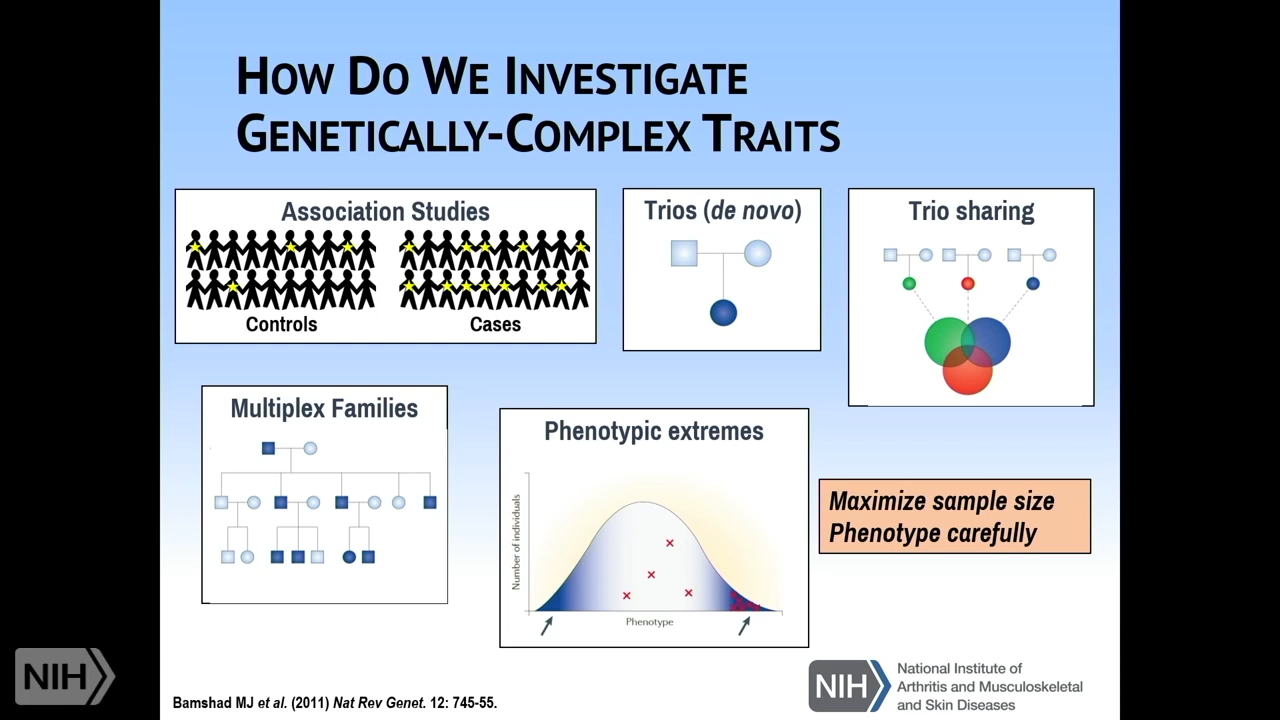 HOW DO WE INVESTIGATE
GENETICALLY-COMPLEX TRAITS
Association Studies
Controls
Cases
Trios (de novo)
Trio sharing
Multiplex Families
Phenotypic extremes
Number of individuals
Phenotype
Maximize sample size
Phenotype carefully
NIH
Bamshad MJ et al. (2011) Nat Rev Genet. 12: 745-55.
NIH
National Institute of
Arthritis and Musculoskeletal
and Skin Diseases